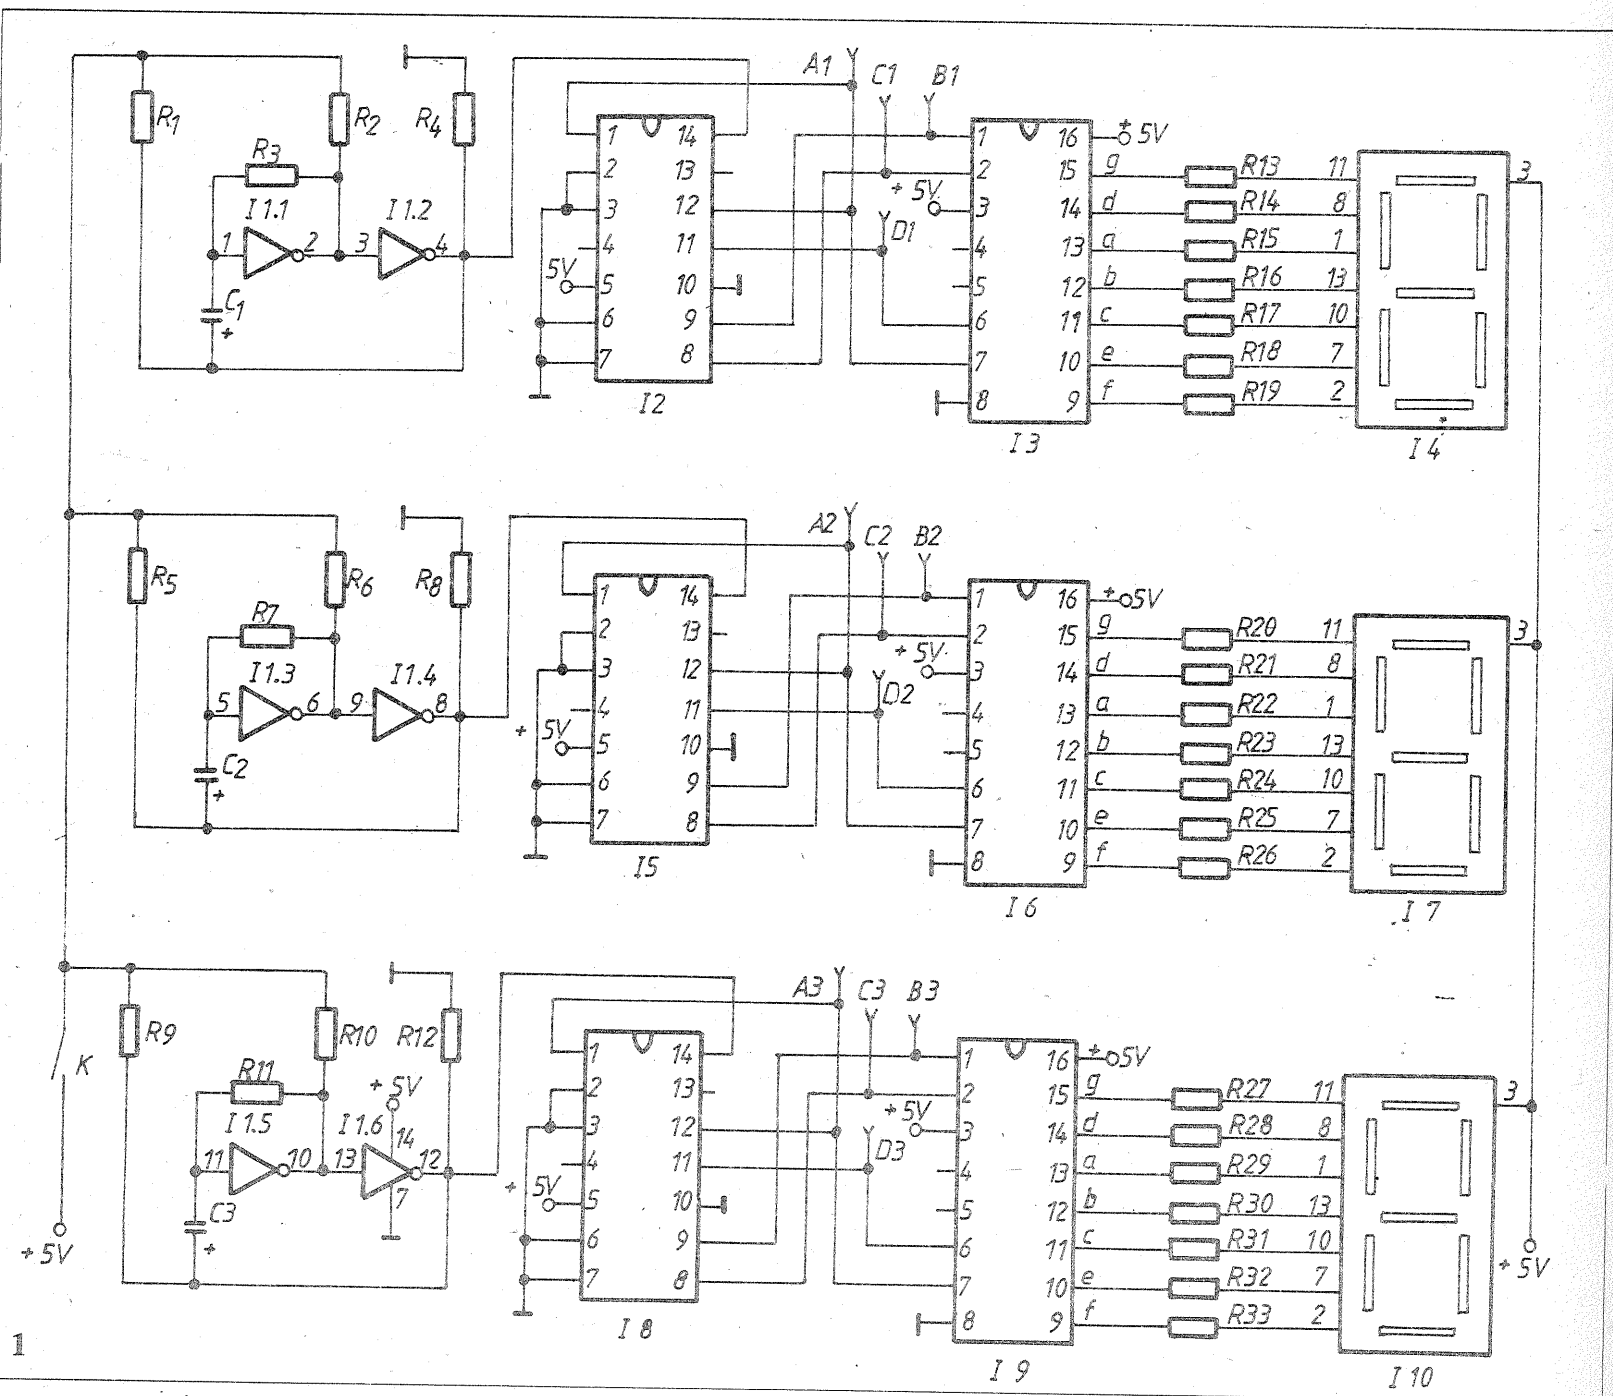 R1
R2
R4
R3
I1.1
I1.2
1
2
3
4
C1
+
A1
C1
B1
D1
1
2
3
4
5
6
7
14
13
12
11
10
9
8
5V
I2
+ 5V
1
2
3
4
5
6
7
8
16
15
14
13
12
11
10
9
+ 5V
g
d
a
b
c
e
f
I3
R13
R14
R15
R16
R17
R18
R19
11
8
1
13
10
7
2
3
I4
R5
R6
R8
R7
I1.3
I1.4
5
6
9
8
C2
+
A2
C2
B2
D2
1
2
3
4
5
6
7
14
13
12
11
10
9
8
+ 5V
I5
+ 5V
1
2
3
4
5
6
7
8
16
15
14
13
12
11
10
9
+ 5V
g
d
a
b
c
e
f
I6
R20
R21
R22
R23
R24
R25
R26
11
8
1
13
10
7
2
3
I7
R9
R10
R12
K
R11
+ 5V
I1.5
I1.6
11
10
13
14
12
7
C3
+
+ 5V
A3
C3
B3
D3
1
2
3
4
5
6
7
14
13
12
11
10
9
8
+ 5V
I8
+ 5V
1
2
3
4
5
6
7
8
16
15
14
13
12
11
10
9
+ 5V
g
d
a
b
c
e
f
I9
R27
R28
R29
R30
R31
R32
R33
11
8
1
13
10
7
2
3
+ 5V
I10
1